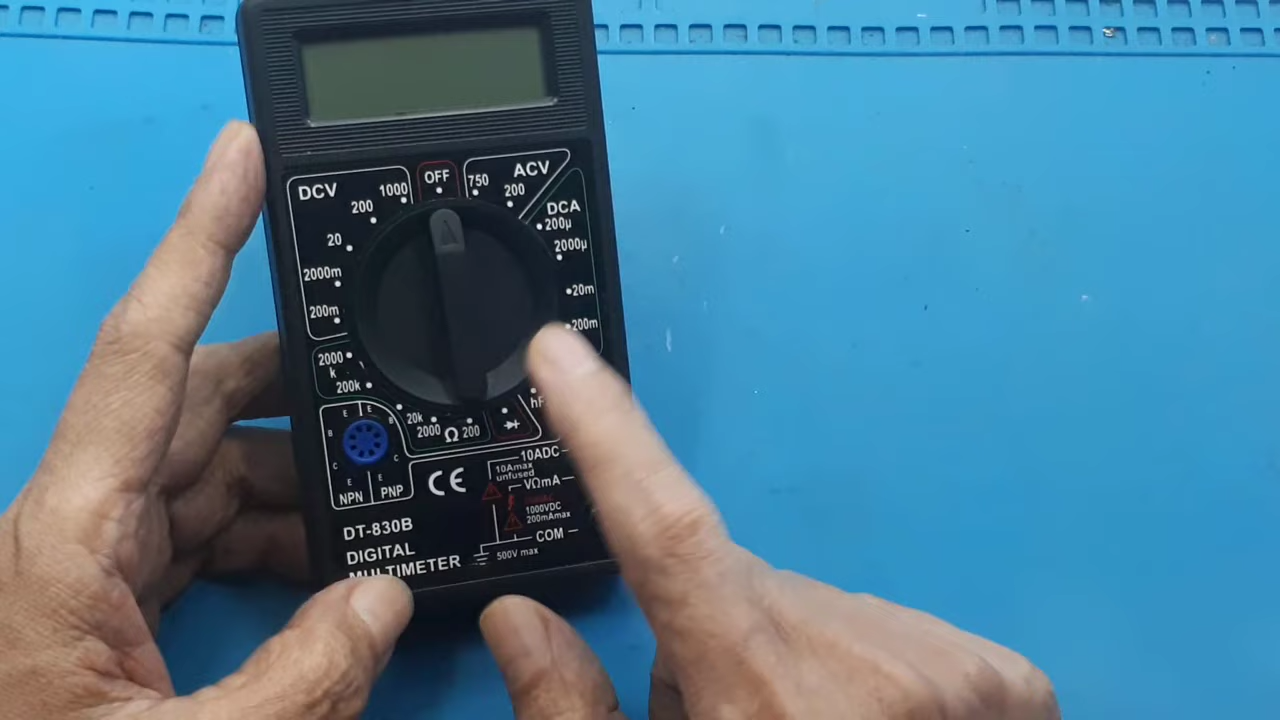 OFF
DCV
1000
200
20
2000m
200m
750
ACV
200
DCA
200µ
2000µ
20m
200m
2000
k
200k
20k
2000
Ω
200
E
E
B
B
C
C
E
E
NPN
PNP
CE
10ADC
10Amax
unfused
VΩmA
1000VDC
200mAmax
COM
500V max
DT-830B
DIGITAL
MULTIMETER